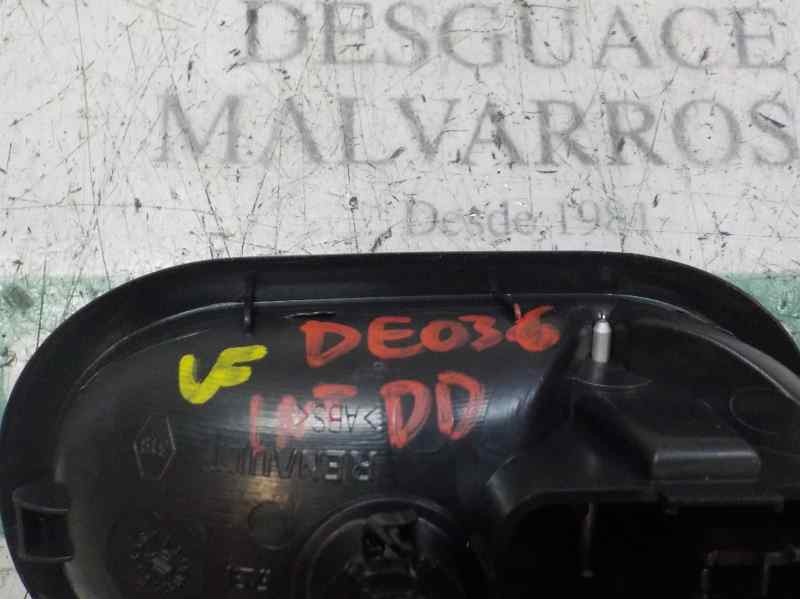 DESGUACE
MALVARROS
Desde 1981
DE036
VF
INT DD
>ABS<
RENAULT